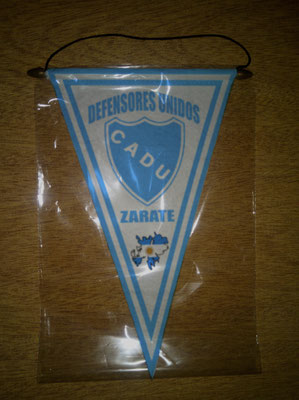 DEFENSORES UNIDOS
CADU
ZARATE